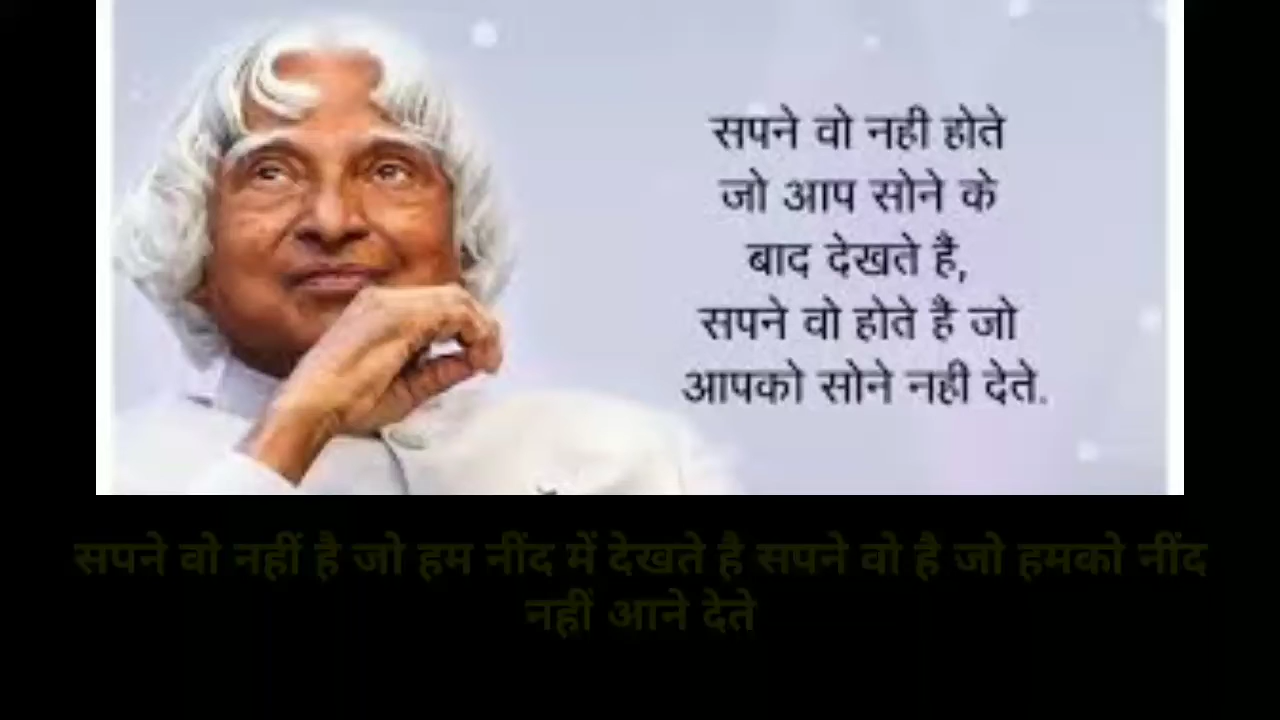 सपने वो नही होते
जो आप सोने के
बाद देखते हैं,
सपने वो होते है जो
आपको सोने नही देते.
सपने वो नहीं है जो हम नींद में देखते है सपने वो है जो हमको नींद
नहीं आने देते